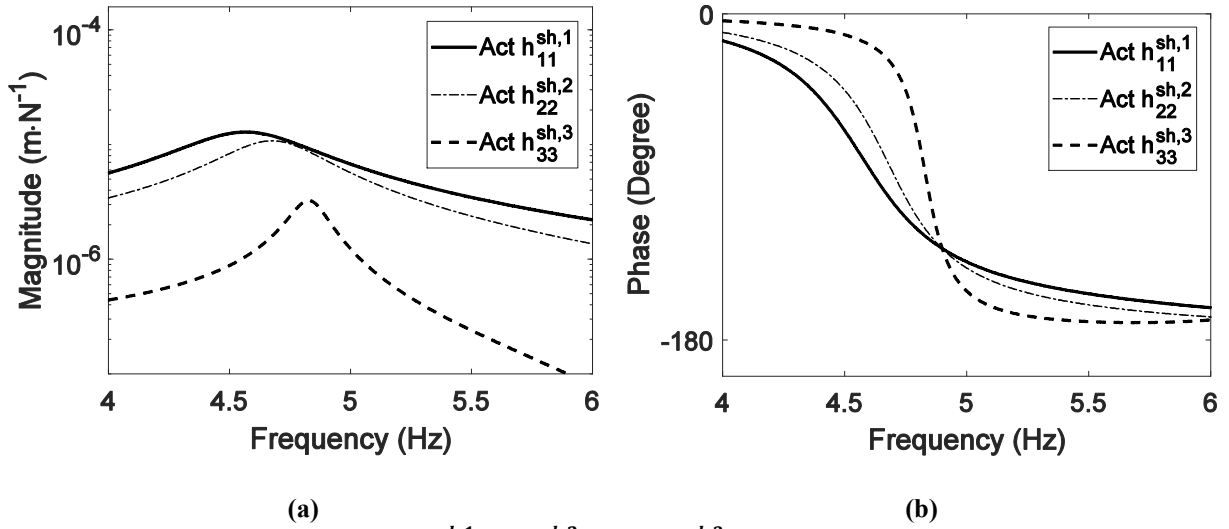 10^-4
10^-6
Magnitude (m·N^-1)
Act h_11^sh,1
Act h_22^sh,2
Act h_33^sh,3
4 4.5 5 5.5 6
Frequency (Hz)
(a)
0
-180
Phase (Degree)
Act h_11^sh,1
Act h_22^sh,2
Act h_33^sh,3
4 4.5 5 5.5 6
Frequency (Hz)
(b)